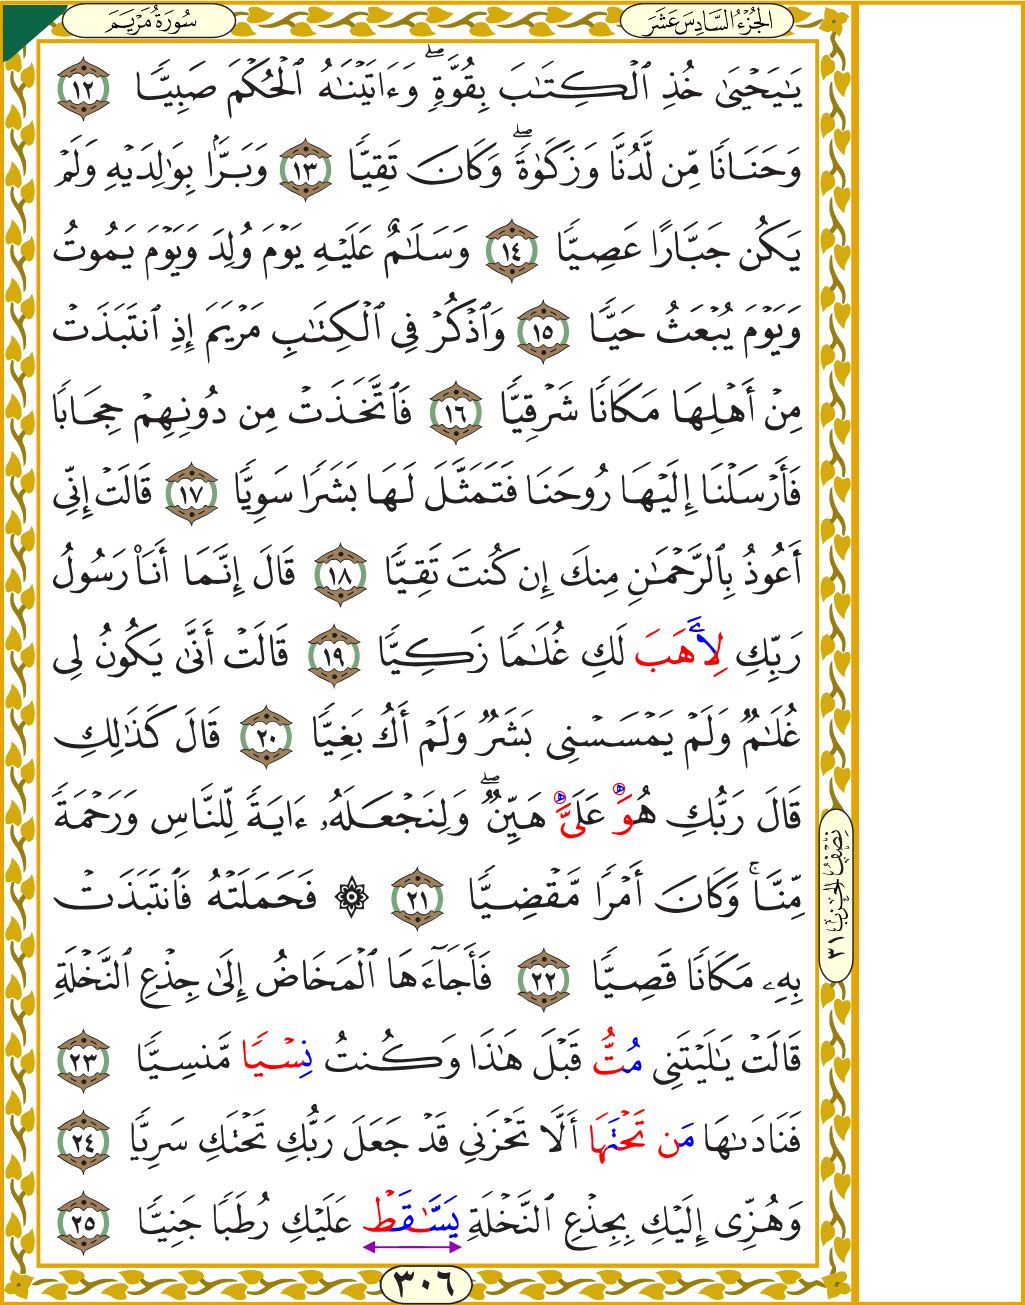 سُورَةُ مَرْيَمَ
الجُزْءُ السَّادِسَ عَشَرَ
يَٰيَحْيَىٰ خُذِ ٱلْكِتَٰبَ بِقُوَّةٍۖ وَءَاتَيْنَٰهُ ٱلْحُكْمَ صَبِيًّا ١٢
وَحَنَانًا مِّن لَّدُنَّا وَزَكَوٰةًۖ وَكَانَ تَقِيًّا ١٣ وَبَرًّۢا بِوَٰلِدَيْهِ وَلَمْ
يَكُن جَبَّارًا عَصِيًّا ١٤ وَسَلَٰمٌ عَلَيْهِ يَوْمَ وُلِدَ وَيَوْمَ يَمُوتُ
وَيَوْمَ يُبْعَثُ حَيًّا ١٥ وَٱذْكُرْ فِي ٱلْكِتَٰبِ مَرْيَمَ إِذِ ٱنتَبَذَتْ
مِنْ أَهْلِهَا مَكَانًا شَرْقِيًّا ١٦ فَٱتَّخَذَتْ مِن دُونِهِمْ حِجَابًا
فَأَرْسَلْنَا إِلَيْهَا رُوحَنَا فَتَمَثَّلَ لَهَا بَشَرًا سَوِيًّا ١٧ قَالَتْ إِنِّي
أَعُوذُ بِٱلرَّحْمَٰنِ مِنكَ إِن كُنتَ تَقِيًّا ١٨ قَالَ إِنَّمَا أَنَا۠ رَسُولُ
رَبِّكِ لِأَهَبَ لَكِ غُلَٰمًا زَكِيًّا ١٩ قَالَتْ أَنَّىٰ يَكُونُ لِي
غُلَٰمٌ وَلَمْ يَمْسَسْنِي بَشَرٌ وَلَمْ أَكُ بَغِيًّا ٢٠ قَالَ كَذَٰلِكِ
قَالَ رَبُّكِ هُوَ عَلَيَّ هَيِّنٌۖ وَلِنَجْعَلَهُۥ ءَايَةً لِّلنَّاسِ وَرَحْمَةً
مِّنَّاۚ وَكَانَ أَمْرًا مَّقْضِيًّا ٢١ ۞ فَحَمَلَتْهُ فَٱنتَبَذَتْ
بِهِۦ مَكَانًا قَصِيًّا ٢٢ فَأَجَآءَهَا ٱلْمَخَاضُ إِلَىٰ جِذْعِ ٱلنَّخْلَةِ
قَالَتْ يَٰلَيْتَنِي مُتُّ قَبْلَ هَٰذَا وَكُنتُ نِسْيًا مَّنسِيًّا ٢٣
فَنَادَىٰهَا مَن تَحْتَهَا أَلَّا تَحْزَنِي قَدْ جَعَلَ رَبُّكِ تَحْتَكِ سَرِيًّا ٢٤
وَهُزِّي إِلَيْكِ بِجِذْعِ ٱلنَّخْلَةِ يَسَّٰقَطْ عَلَيْكِ رُطَبًا جَنِيًّا ٢٥
نِصْفُ الحِزْبِ ٣١
٣٠٦